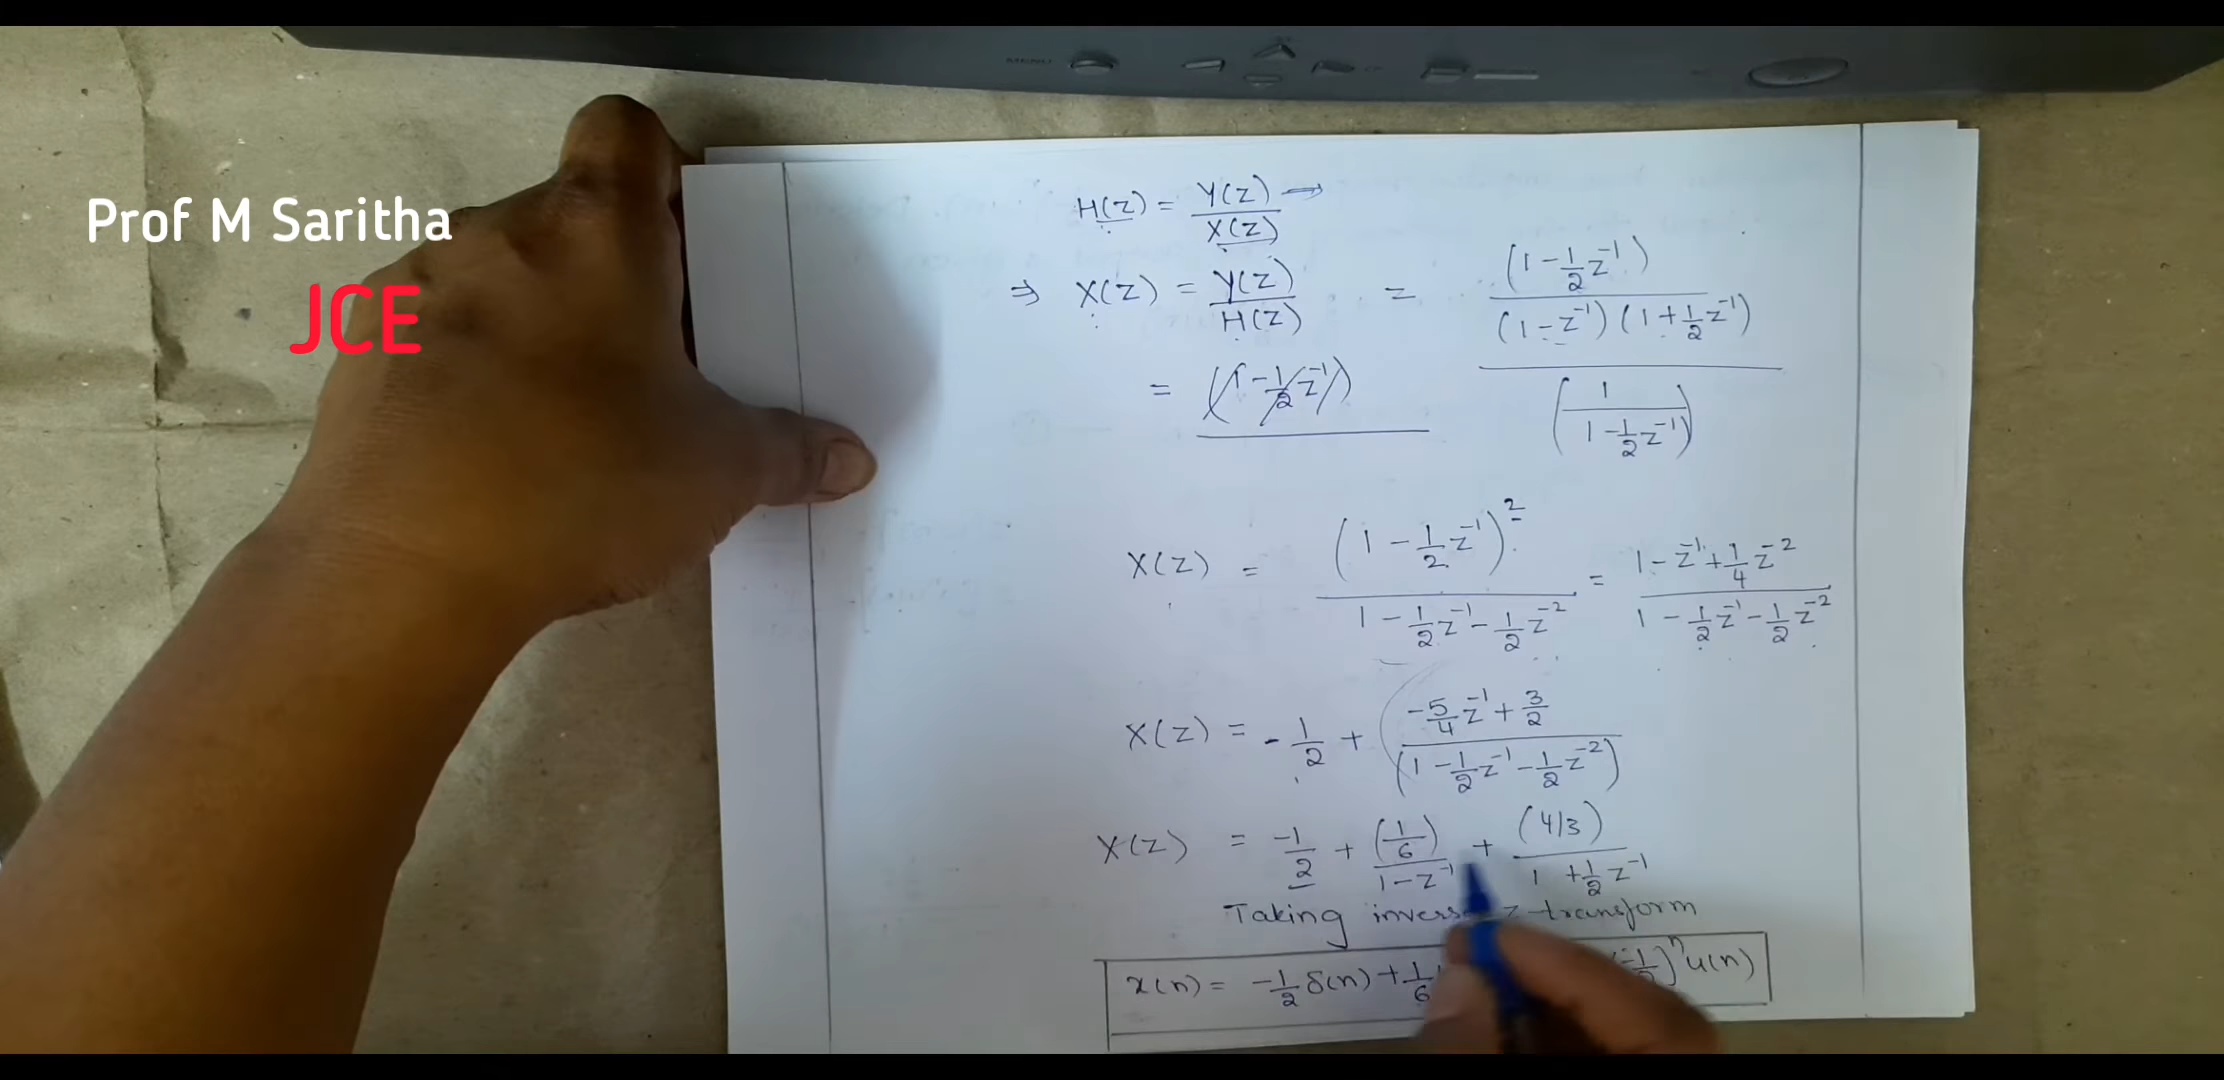 MENU
Prof M Saritha
JCE
H(z) = Y(z)/X(z) →
⇒ X(z) = Y(z)/H(z) = ((1 - 1/2 z^-1)/((1 - z^-1)(1 + 1/2 z^-1)))/(1/(1 - 1/2 z^-1))
= (1 - 1/2 z^-1)
X(z) = (1 - 1/2 z^-1)^2/(1 - 1/2 z^-1 - 1/2 z^-2) = (1 - z^-1 + 1/4 z^-2)/(1 - 1/2 z^-1 - 1/2 z^-2)
X(z) = -1/2 + (-5/4 z^-1 + 3/2)/(1 - 1/2 z^-1 - 1/2 z^-2)
X(z) = -1/2 + (1/6)/(1 - z^-1) + (4/3)/(1 + 1/2 z^-1)
Taking inverse z-transform
x(n) = -1/2 δ(n) + 1/6 (-1/2)^n u(n)